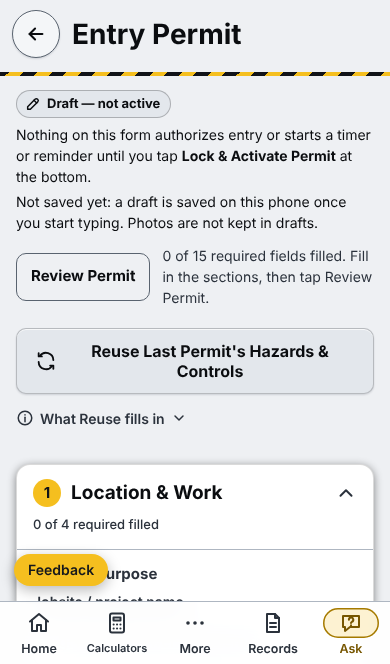 Entry Permit
Draft — not active
Nothing on this form authorizes entry or starts a timer
or reminder until you tap Lock & Activate Permit at
the bottom.
Not saved yet: a draft is saved on this phone once
you start typing. Photos are not kept in drafts.
Review Permit
0 of 15 required fields filled. Fill
in the sections, then tap Review
Permit.
Reuse Last Permit's Hazards &
Controls
What Reuse fills in
1 Location & Work
0 of 4 required filled
Feedback
Home
Calculators
More
Records
Ask